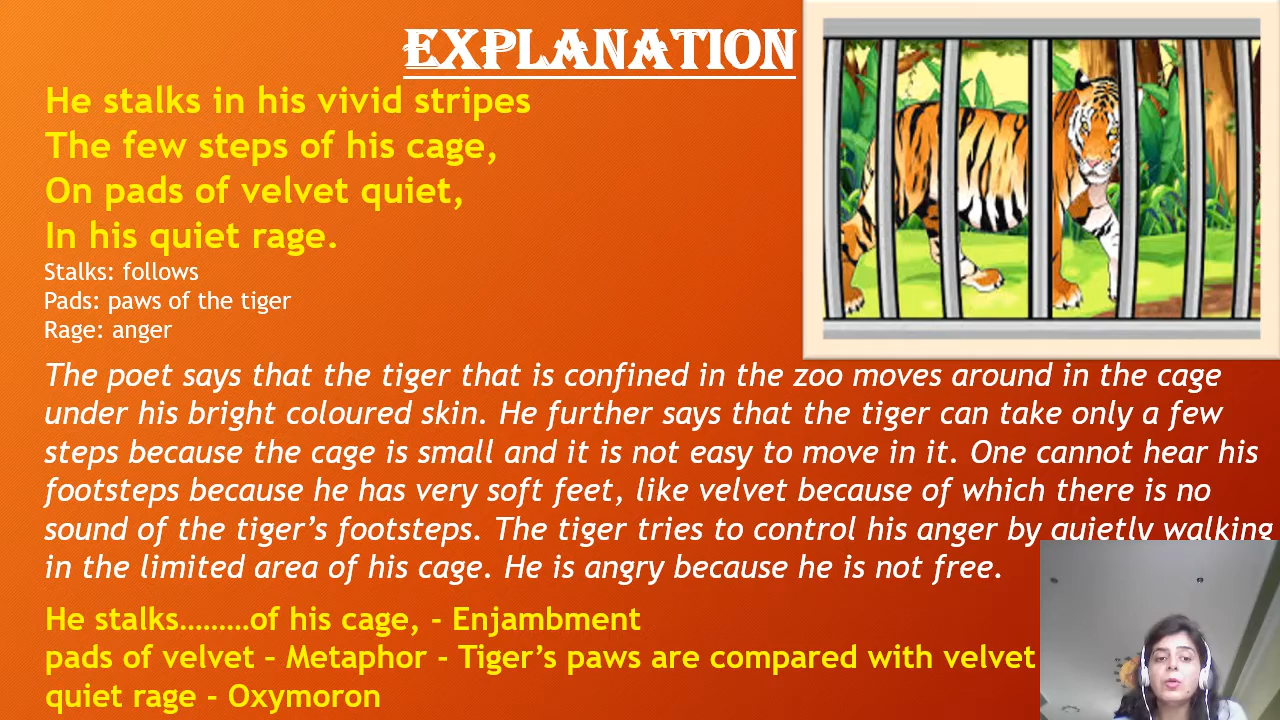 EXPLANATION
He stalks in his vivid stripes
The few steps of his cage,
On pads of velvet quiet,
In his quiet rage.
Stalks: follows
Pads: paws of the tiger
Rage: anger
The poet says that the tiger that is confined in the zoo moves around in the cage
under his bright coloured skin. He further says that the tiger can take only a few
steps because the cage is small and it is not easy to move in it. One cannot hear his
footsteps because he has very soft feet, like velvet because of which there is no
sound of the tiger’s footsteps. The tiger tries to control his anger by quietly walking
in the limited area of his cage. He is angry because he is not free.
He stalks………of his cage, - Enjambment
pads of velvet – Metaphor - Tiger’s paws are compared with velvet
quiet rage - Oxymoron